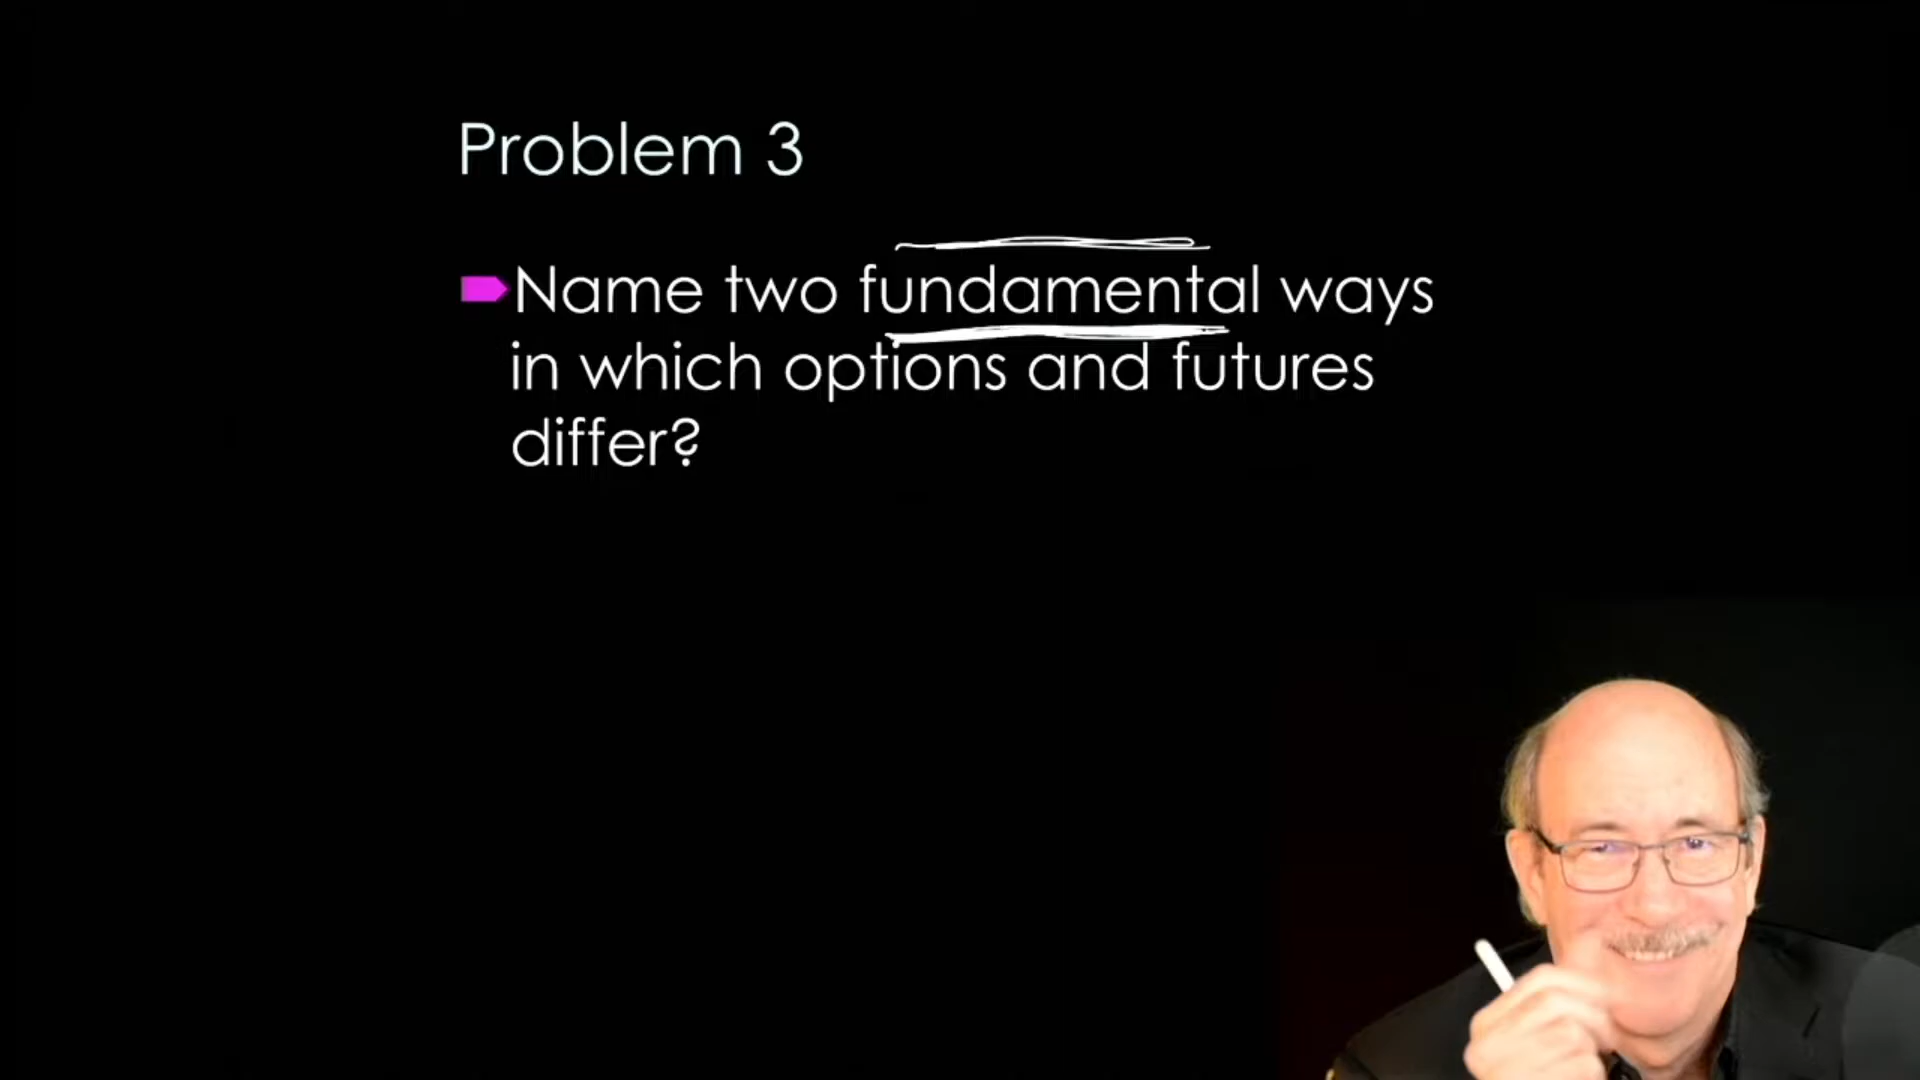 Problem 3
Name two fundamental ways
in which options and futures
differ?